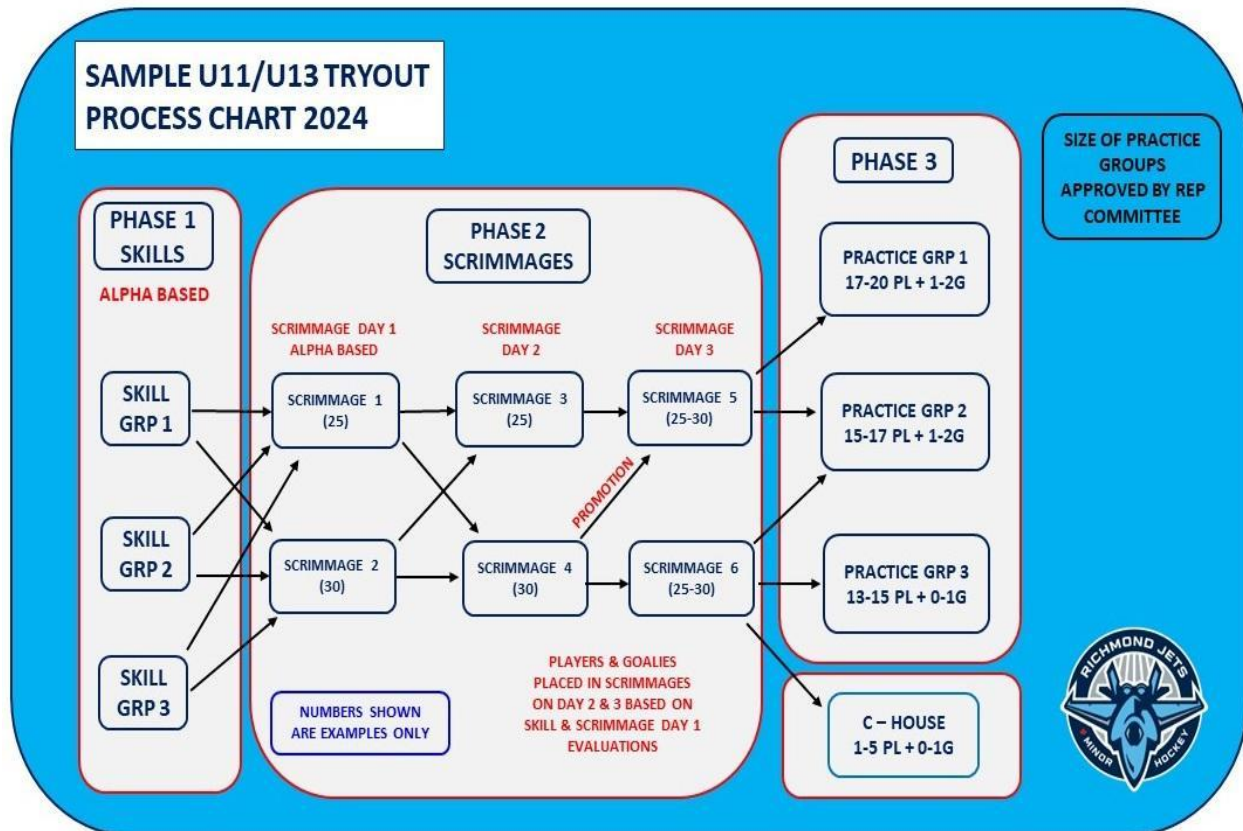 SAMPLE U11/U13 TRYOUT
PROCESS CHART 2024
PHASE 1
SKILLS
ALPHA BASED
SKILL
GRP 1
SKILL
GRP 2
SKILL
GRP 3
PHASE 2
SCRIMMAGES
SCRIMMAGE DAY 1
ALPHA BASED
SCRIMMAGE
DAY 2
SCRIMMAGE
DAY 3
SCRIMMAGE 1
(25)
SCRIMMAGE 3
(25)
SCRIMMAGE 5
(25-30)
PROMOTION
SCRIMMAGE 2
(30)
SCRIMMAGE 4
(30)
SCRIMMAGE 6
(25-30)
NUMBERS SHOWN
ARE EXAMPLES ONLY
PLAYERS & GOALIES
PLACED IN SCRIMMAGES
ON DAY 2 & 3 BASED ON
SKILL & SCRIMMAGE DAY 1
EVALUATIONS
PHASE 3
PRACTICE GRP 1
17-20 PL + 1-2G
PRACTICE GRP 2
15-17 PL + 1-2G
PRACTICE GRP 3
13-15 PL + 0-1G
C – HOUSE
1-5 PL + 0-1G
SIZE OF PRACTICE
GROUPS
APPROVED BY REP
COMMITTEE
RICHMOND JETS
MINOR HOCKEY